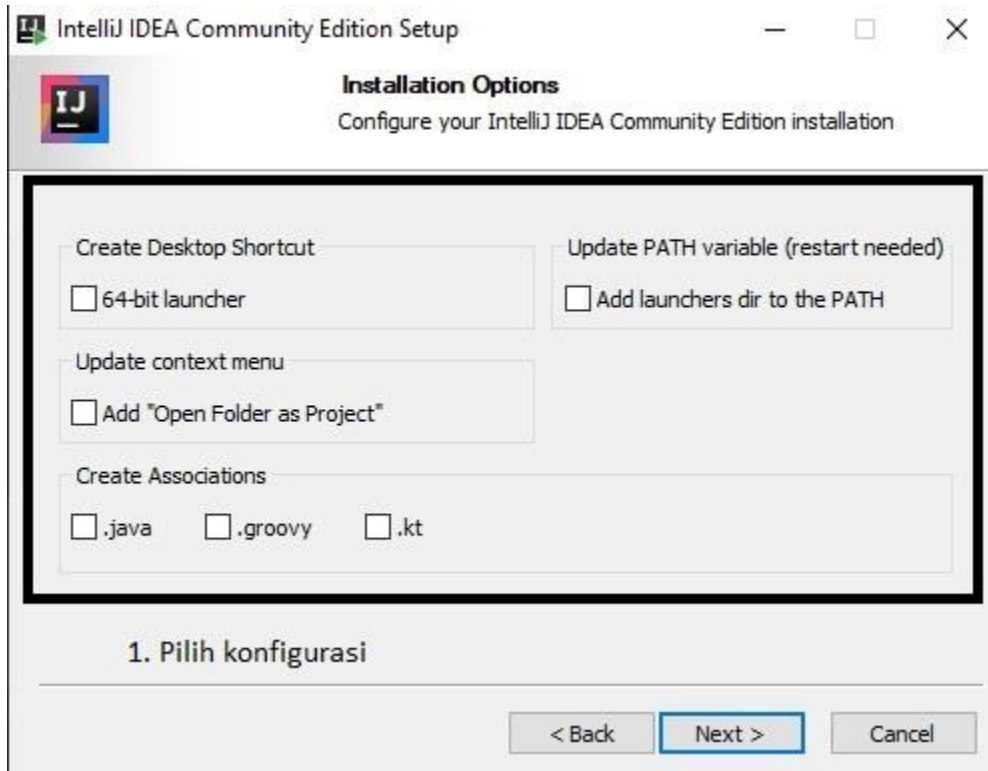 IntelliJ IDEA Community Edition Setup
IJ
Installation Options
Configure your IntelliJ IDEA Community Edition installation
Create Desktop Shortcut
64-bit launcher
Update PATH variable (restart needed)
Add launchers dir to the PATH
Update context menu
Add "Open Folder as Project"
Create Associations
.java .groovy .kt
1. Pilih konfigurasi
< Back Next > Cancel